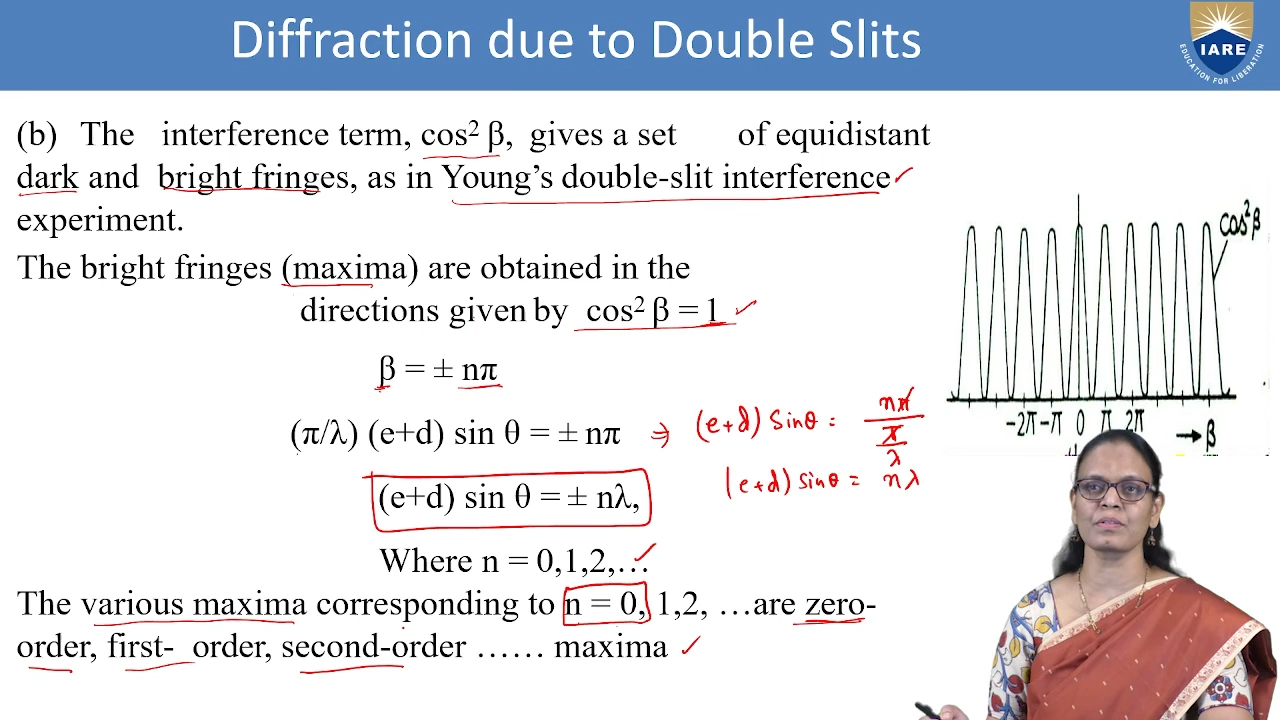 Diffraction due to Double Slits
IARE
EDUCATION FOR LIBERATION
(b) The interference term, cos² β, gives a set of equidistant
dark and bright fringes, as in Young’s double-slit interference
experiment.
The bright fringes (maxima) are obtained in the
directions given by cos² β = 1
β = ± nπ
(π/λ) (e+d) sin θ = ± nπ
(e+d) sin θ = ± nλ,
Where n = 0,1,2,…
The various maxima corresponding to n = 0, 1,2, …are zero-
order, first- order, second-order …… maxima
⇒ (e+d) sinθ = nπ / π/λ
(e+d) sinθ = nλ
cos²β
-2π -π 0 π 2π → β